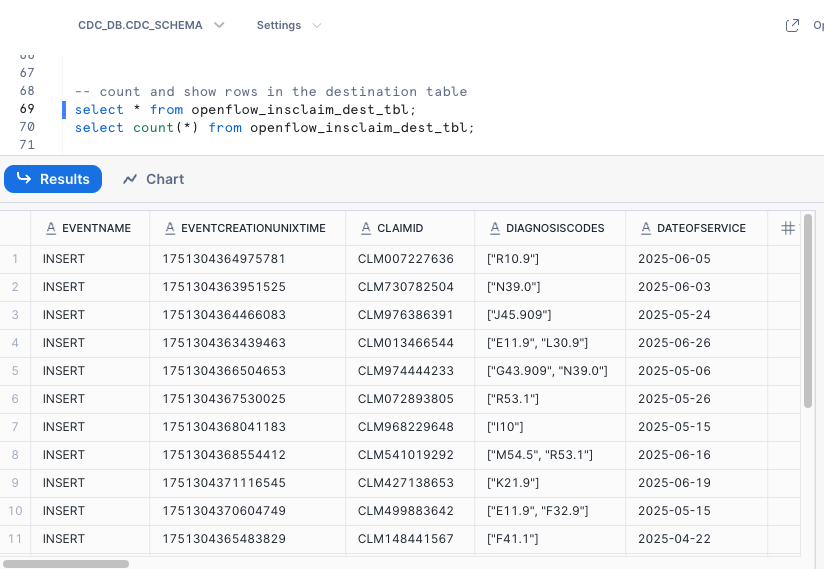 CDC_DB.CDC_SCHEMA Settings
67
68 -- count and show rows in the destination table
69 select * from openflow_insclaim_dest_tbl;
70 select count(*) from openflow_insclaim_dest_tbl;
71
Results Chart
EVENTNAME EVENTCREATIONUNIXTIME CLAIMID DIAGNOSISCODES DATEOFSERVICE
1 INSERT 1751304364975781 CLM007227636 ["R10.9"] 2025-06-05
2 INSERT 1751304363951525 CLM730782504 ["N39.0"] 2025-06-03
3 INSERT 1751304364466083 CLM976386391 ["J45.909"] 2025-05-24
4 INSERT 1751304363439463 CLM013466544 ["E11.9", "L30.9"] 2025-06-26
5 INSERT 1751304366504653 CLM974444233 ["G43.909", "N39.0"] 2025-05-06
6 INSERT 1751304367530025 CLM072893805 ["R53.1"] 2025-05-26
7 INSERT 1751304368041183 CLM968229648 ["I10"] 2025-05-15
8 INSERT 1751304368554412 CLM541019292 ["M54.5", "R53.1"] 2025-06-16
9 INSERT 1751304371116545 CLM427138653 ["K21.9"] 2025-06-19
10 INSERT 1751304370604749 CLM499883642 ["E11.9", "F32.9"] 2025-05-15
11 INSERT 1751304365483829 CLM148441567 ["F41.1"] 2025-04-22